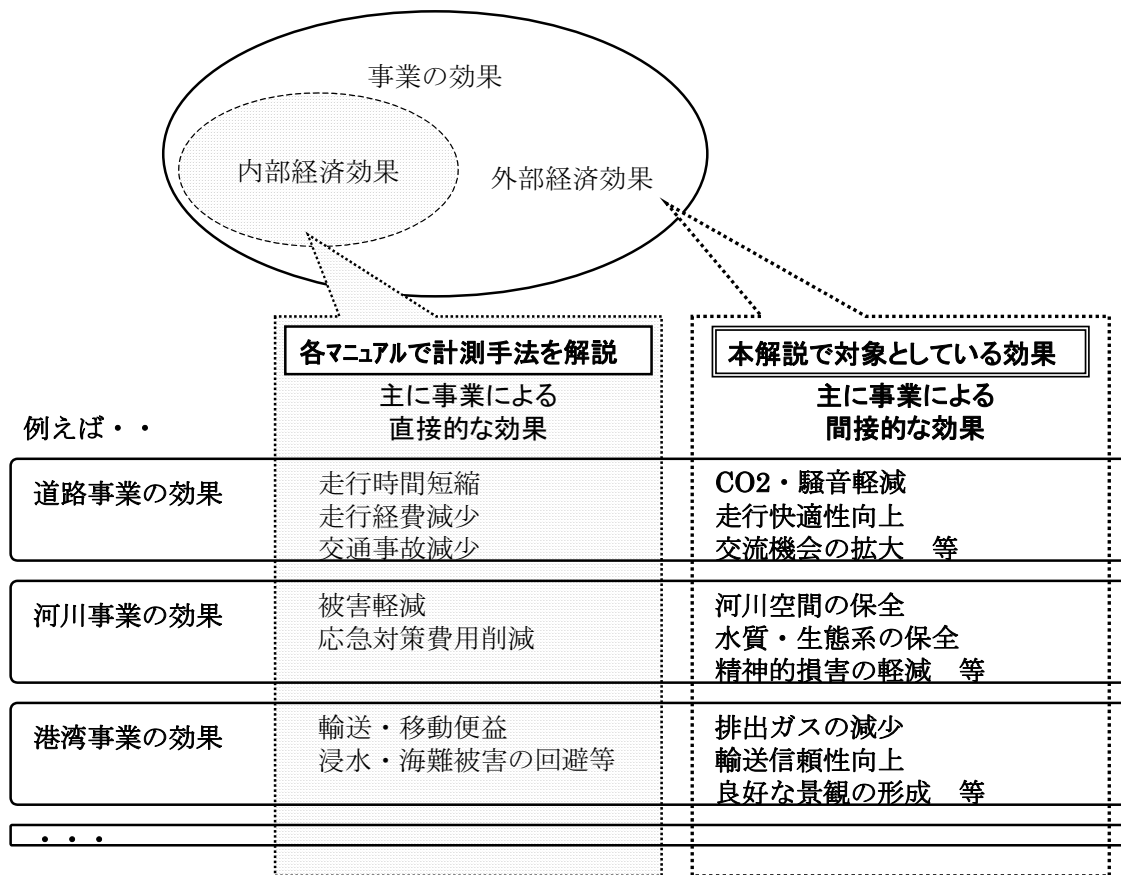 事業の効果
内部経済効果
外部経済効果
各マニュアルで計測手法を解説
主に事業による
直接的な効果
本解説で対象としている効果
主に事業による
間接的な効果
例えば・・
道路事業の効果
走行時間短縮
走行経費減少
交通事故減少
CO2・騒音軽減
走行快適性向上
交流機会の拡大 等
河川事業の効果
被害軽減
応急対策費用削減
河川空間の保全
水質・生態系の保全
精神的損害の軽減 等
港湾事業の効果
輸送・移動便益
浸水・海難被害の回避等
排出ガスの減少
輸送信頼性向上
良好な景観の形成 等
・・・